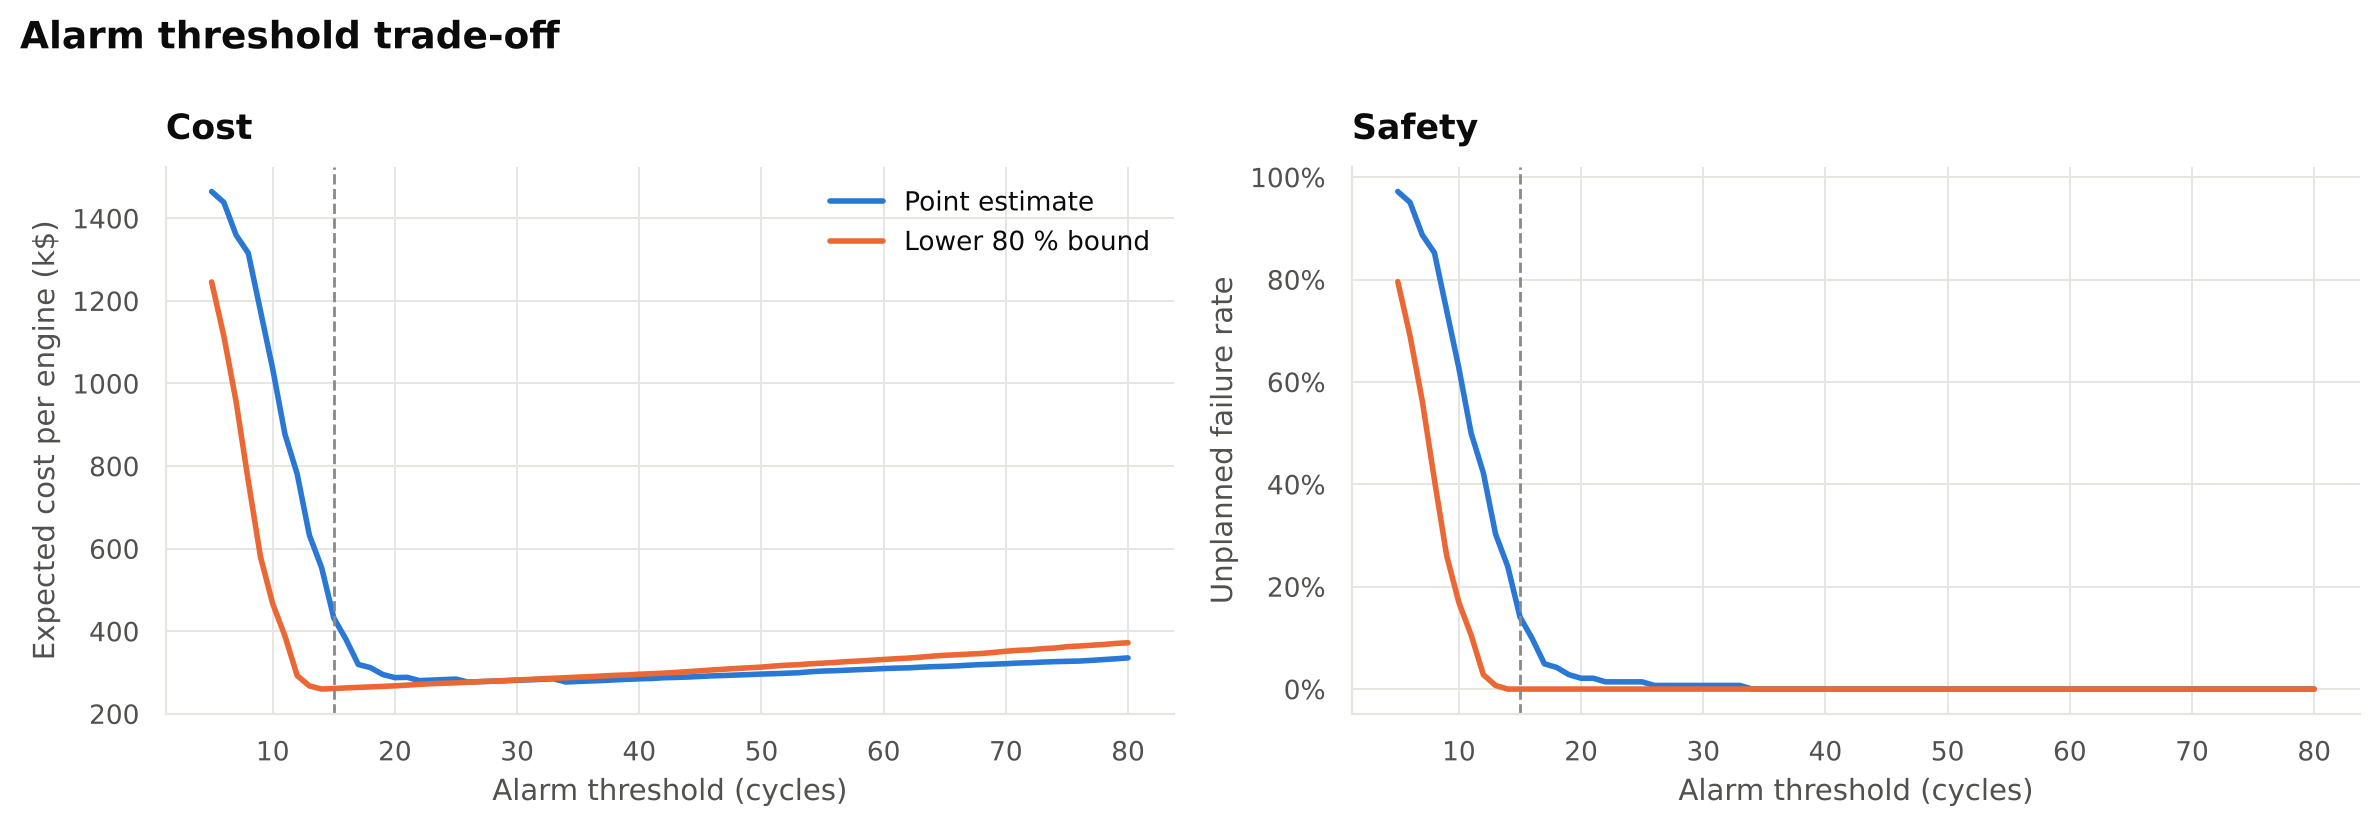 Alarm threshold trade-off
Cost
Expected cost per engine (k$)
1400
1200
1000
800
600
400
200
10 20 30 40 50 60 70 80
Alarm threshold (cycles)
Point estimate
Lower 80 % bound
Safety
Unplanned failure rate
100%
80%
60%
40%
20%
0%
10 20 30 40 50 60 70 80
Alarm threshold (cycles)